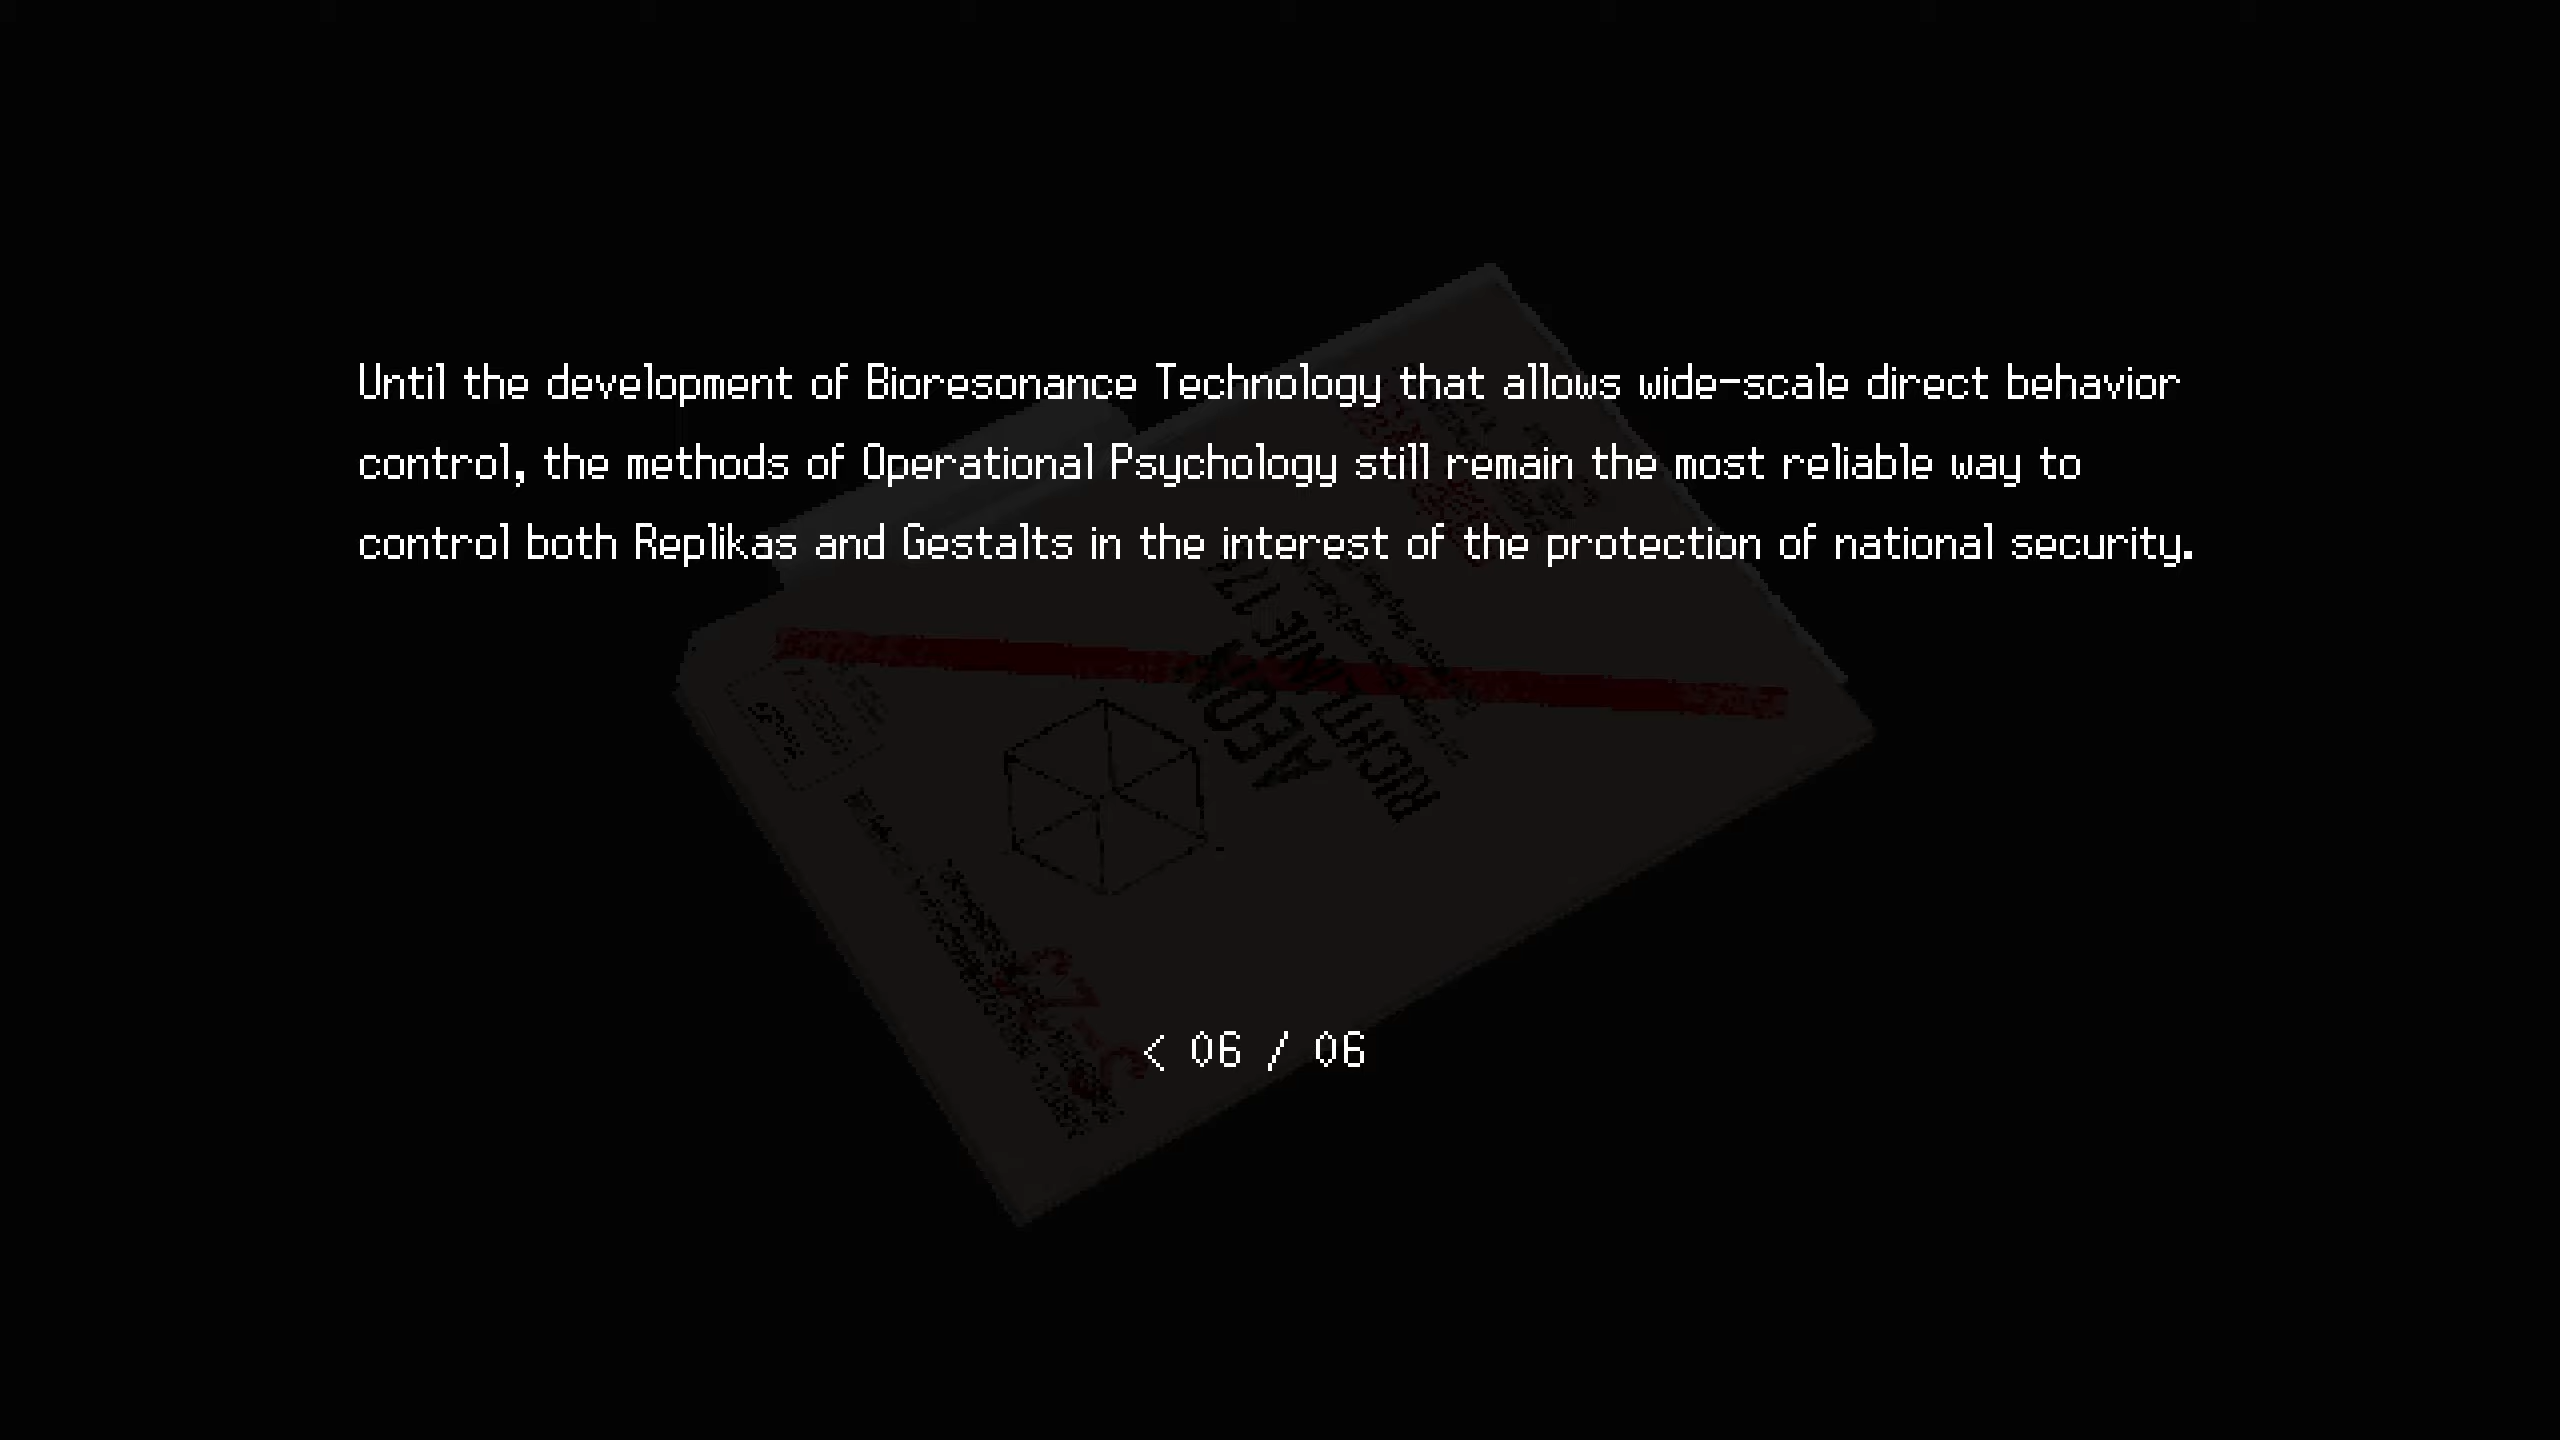 Until the development of Bioresonance Technology that allows wide-scale direct behavior
control, the methods of Operational Psychology still remain the most reliable way to
control both Replikas and Gestalts in the interest of the protection of national security.
AEON
RICHTLINIE
< 06 / 06